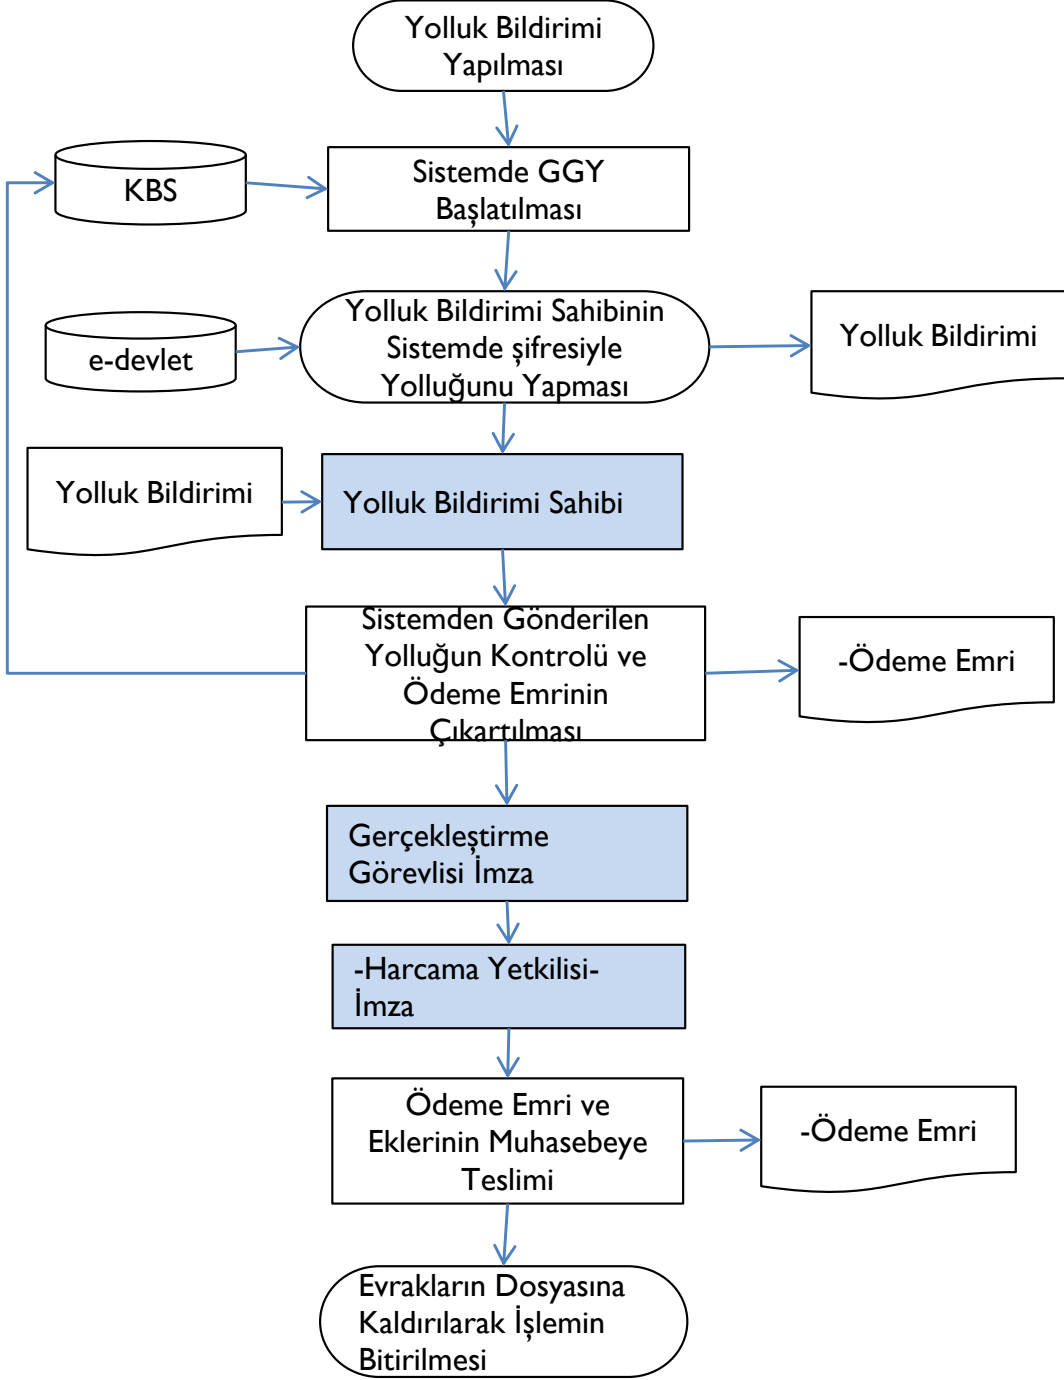 Yolluk Bildirimi
Yapılması
KBS
Sistemde GGY
Başlatılması
e-devlet
Yolluk Bildirimi Sahibinin
Sistemde şifresiyle
Yolluğunu Yapması
Yolluk Bildirimi
Yolluk Bildirimi
Yolluk Bildirimi Sahibi
Sistemden Gönderilen
Yolluğun Kontrolü ve
Ödeme Emrinin
Çıkartılması
-Ödeme Emri
Gerçekleştirme
Görevlisi İmza
-Harcama Yetkilisi-
İmza
Ödeme Emri ve
Eklerinin Muhasebeye
Teslimi
-Ödeme Emri
Evrakların Dosyasına
Kaldırılarak İşlemin
Bitirilmesi